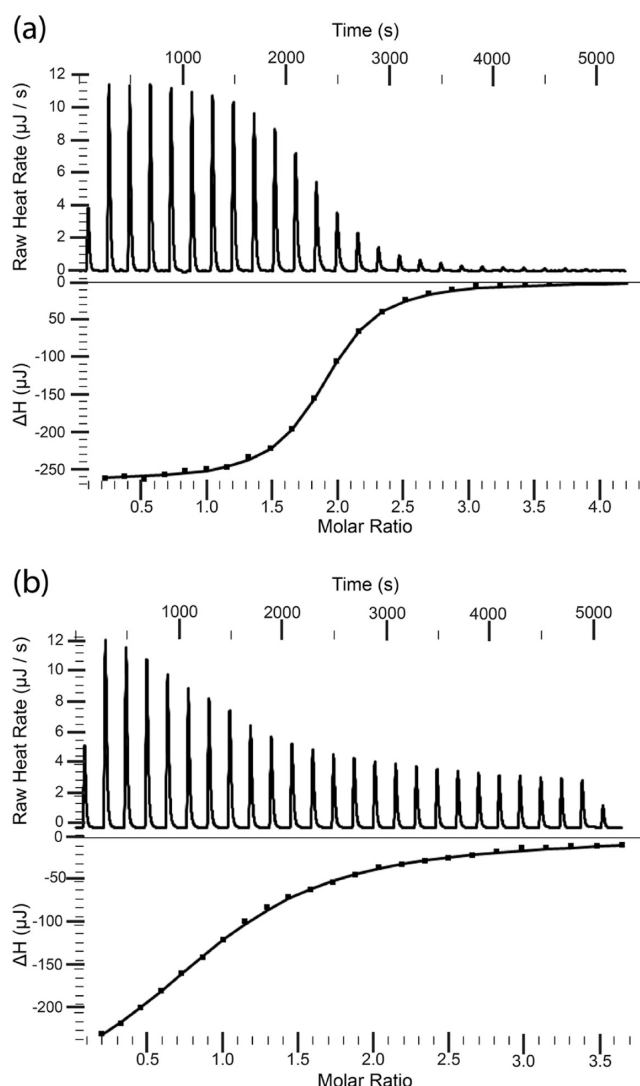 (a)
Time (s)
1000 2000 3000 4000 5000
Raw Heat Rate (µJ / s)
12
10
8
6
4
2
0
0
-50
-100
-150
-200
-250
ΔH (µJ)
0.5 1.0 1.5 2.0 2.5 3.0 3.5 4.0
Molar Ratio
(b)
Time (s)
1000 2000 3000 4000 5000
Raw Heat Rate (µJ / s)
12
10
8
6
4
2
0
0
-50
-100
-150
-200
ΔH (µJ)
0.5 1.0 1.5 2.0 2.5 3.0 3.5
Molar Ratio